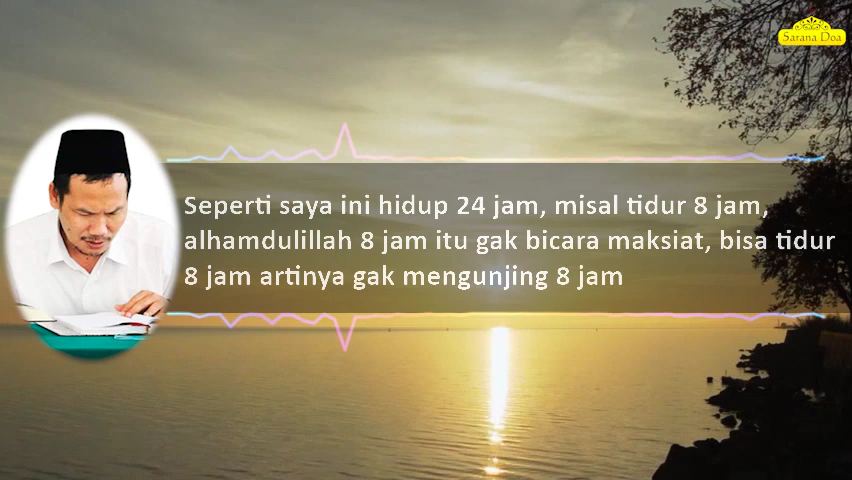 Sarana Doa
Seperti saya ini hidup 24 jam, misal tidur 8 jam,
alhamdulillah 8 jam itu gak bicara maksiat, bisa tidur
8 jam artinya gak mengunjing 8 jam